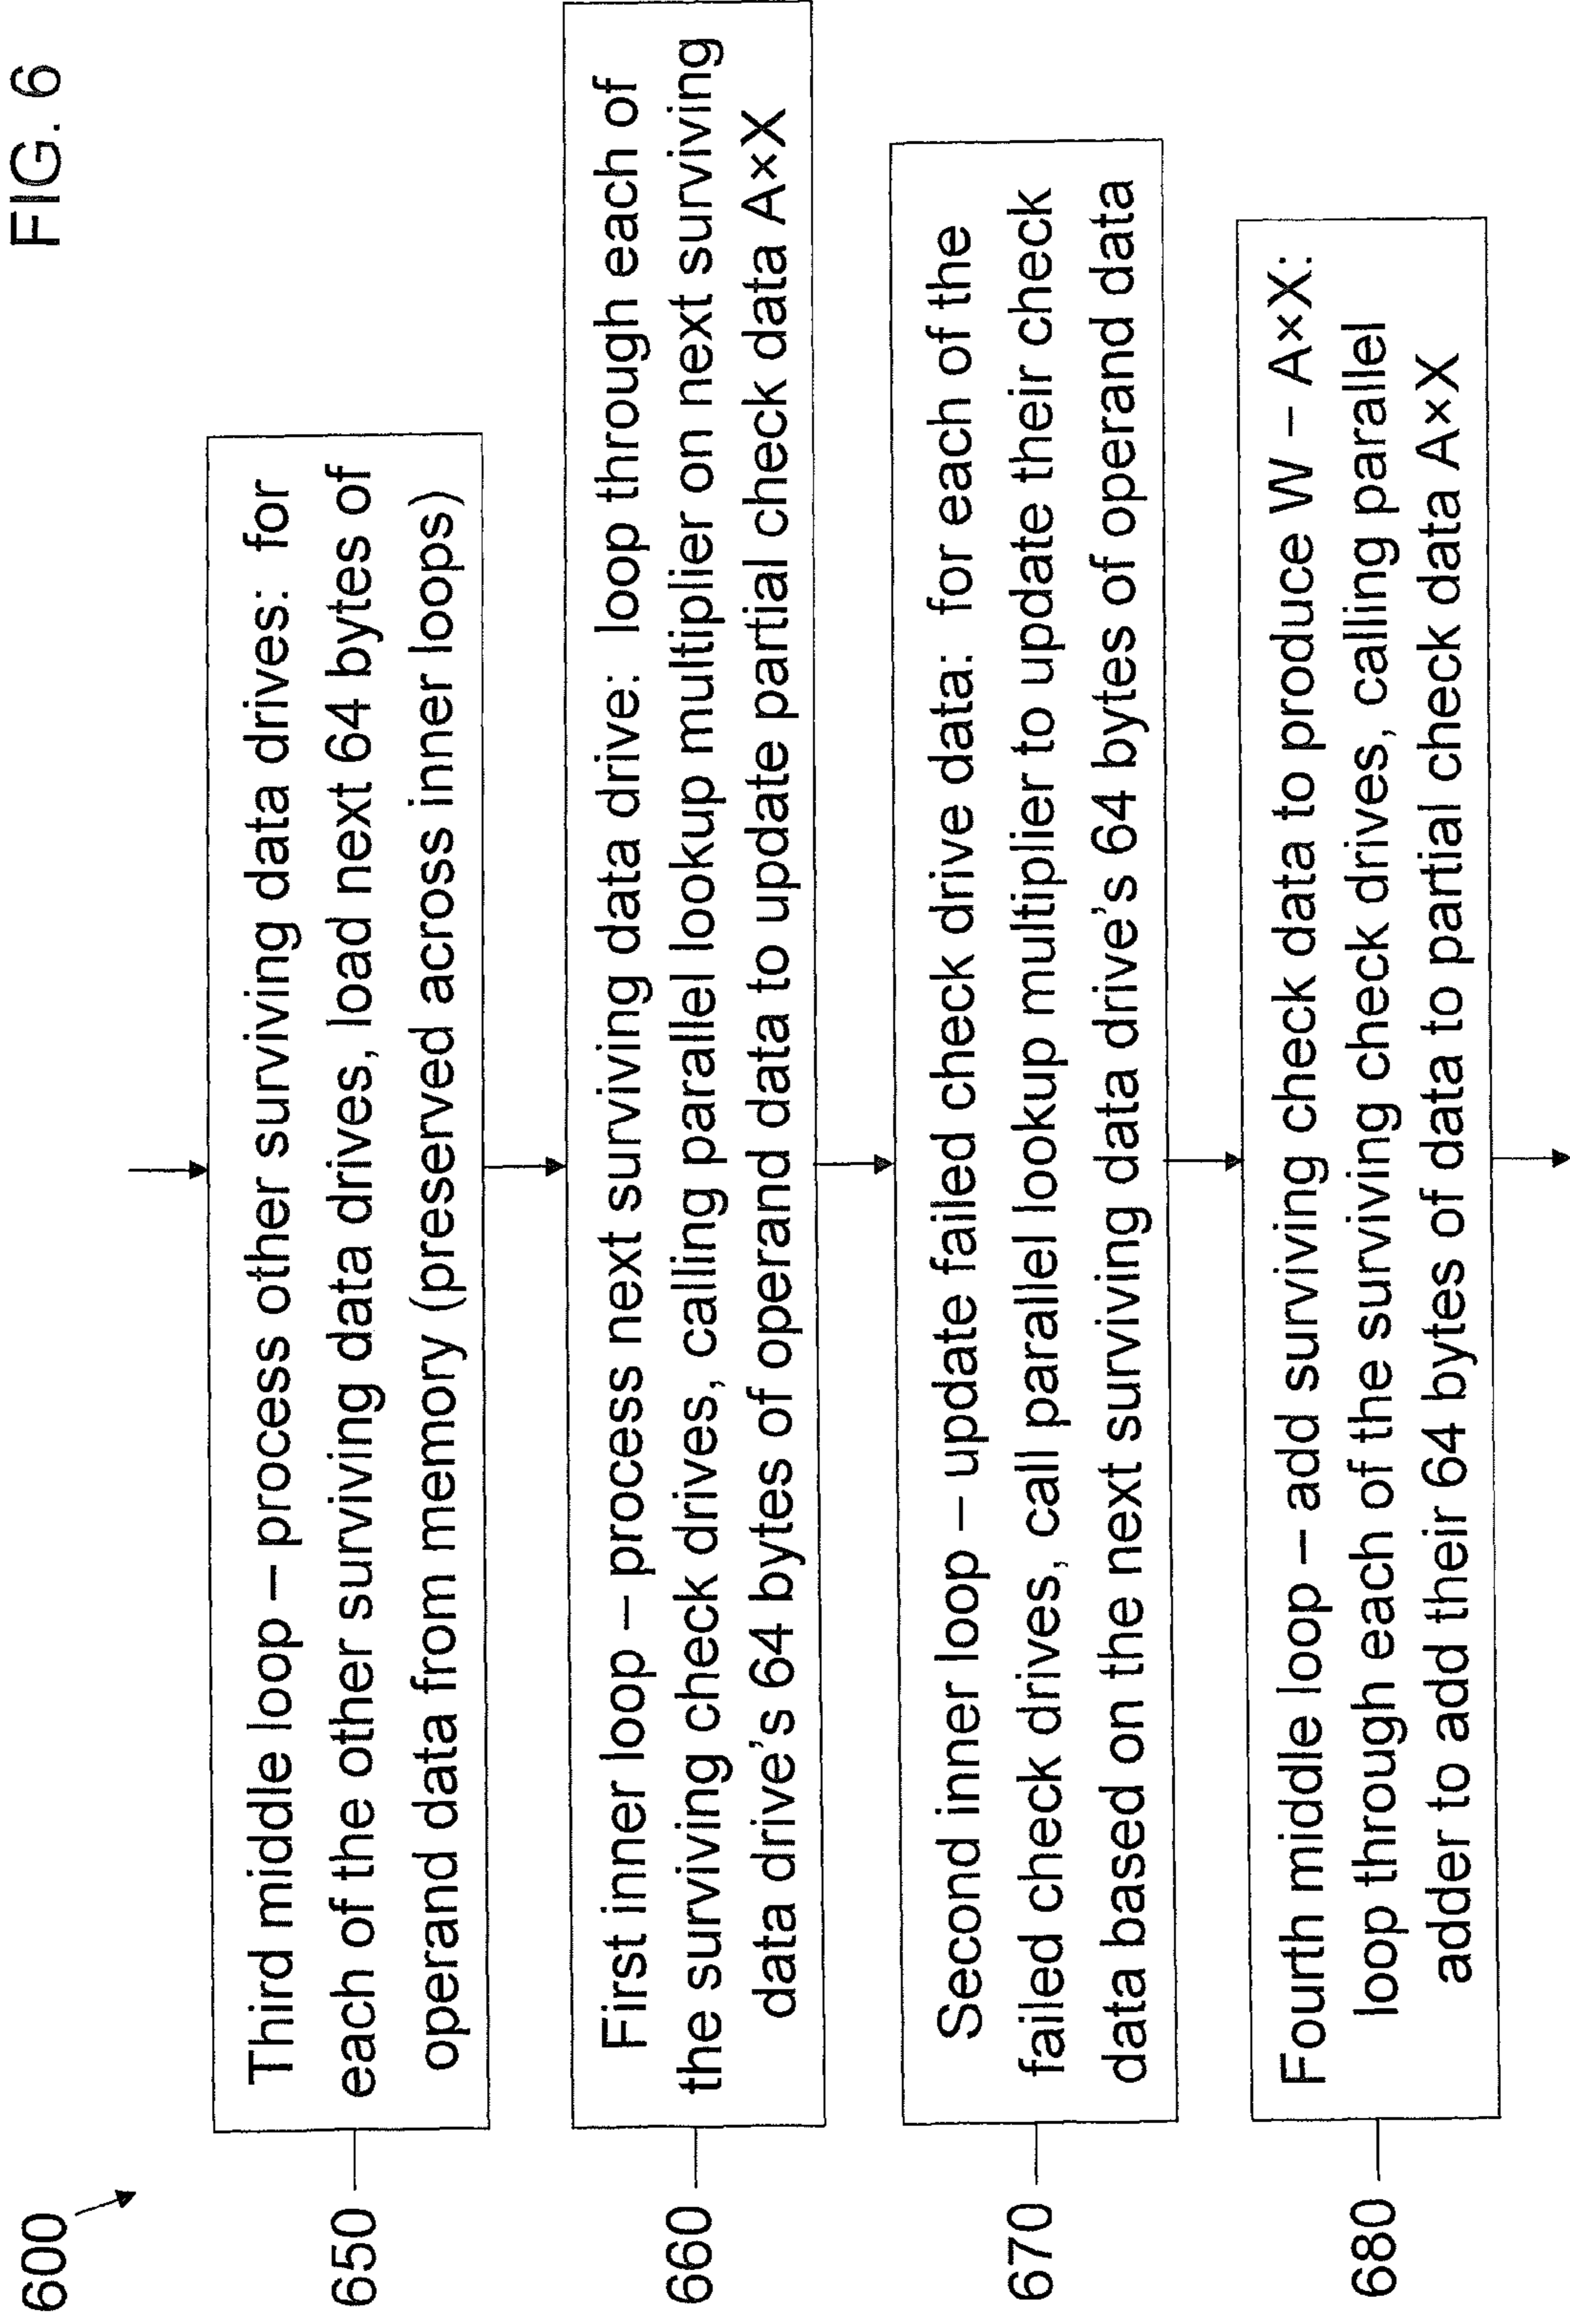 FIG. 6
600
650
Third middle loop – process other surviving data drives: for
each of the other surviving data drives, load next 64 bytes of
operand data from memory (preserved across inner loops)
660
First inner loop – process next surviving data drive: loop through each of
the surviving check drives, calling parallel lookup multiplier on next surviving
data drive's 64 bytes of operand data to update partial check data A×X
670
Second inner loop – update failed check drive data: for each of the
failed check drives, call parallel lookup multiplier to update their check
data based on the next surviving data drive's 64 bytes of operand data
680
Fourth middle loop – add surviving check data to produce W – A×X:
loop through each of the surviving check drives, calling parallel
adder to add their 64 bytes of data to partial check data A×X